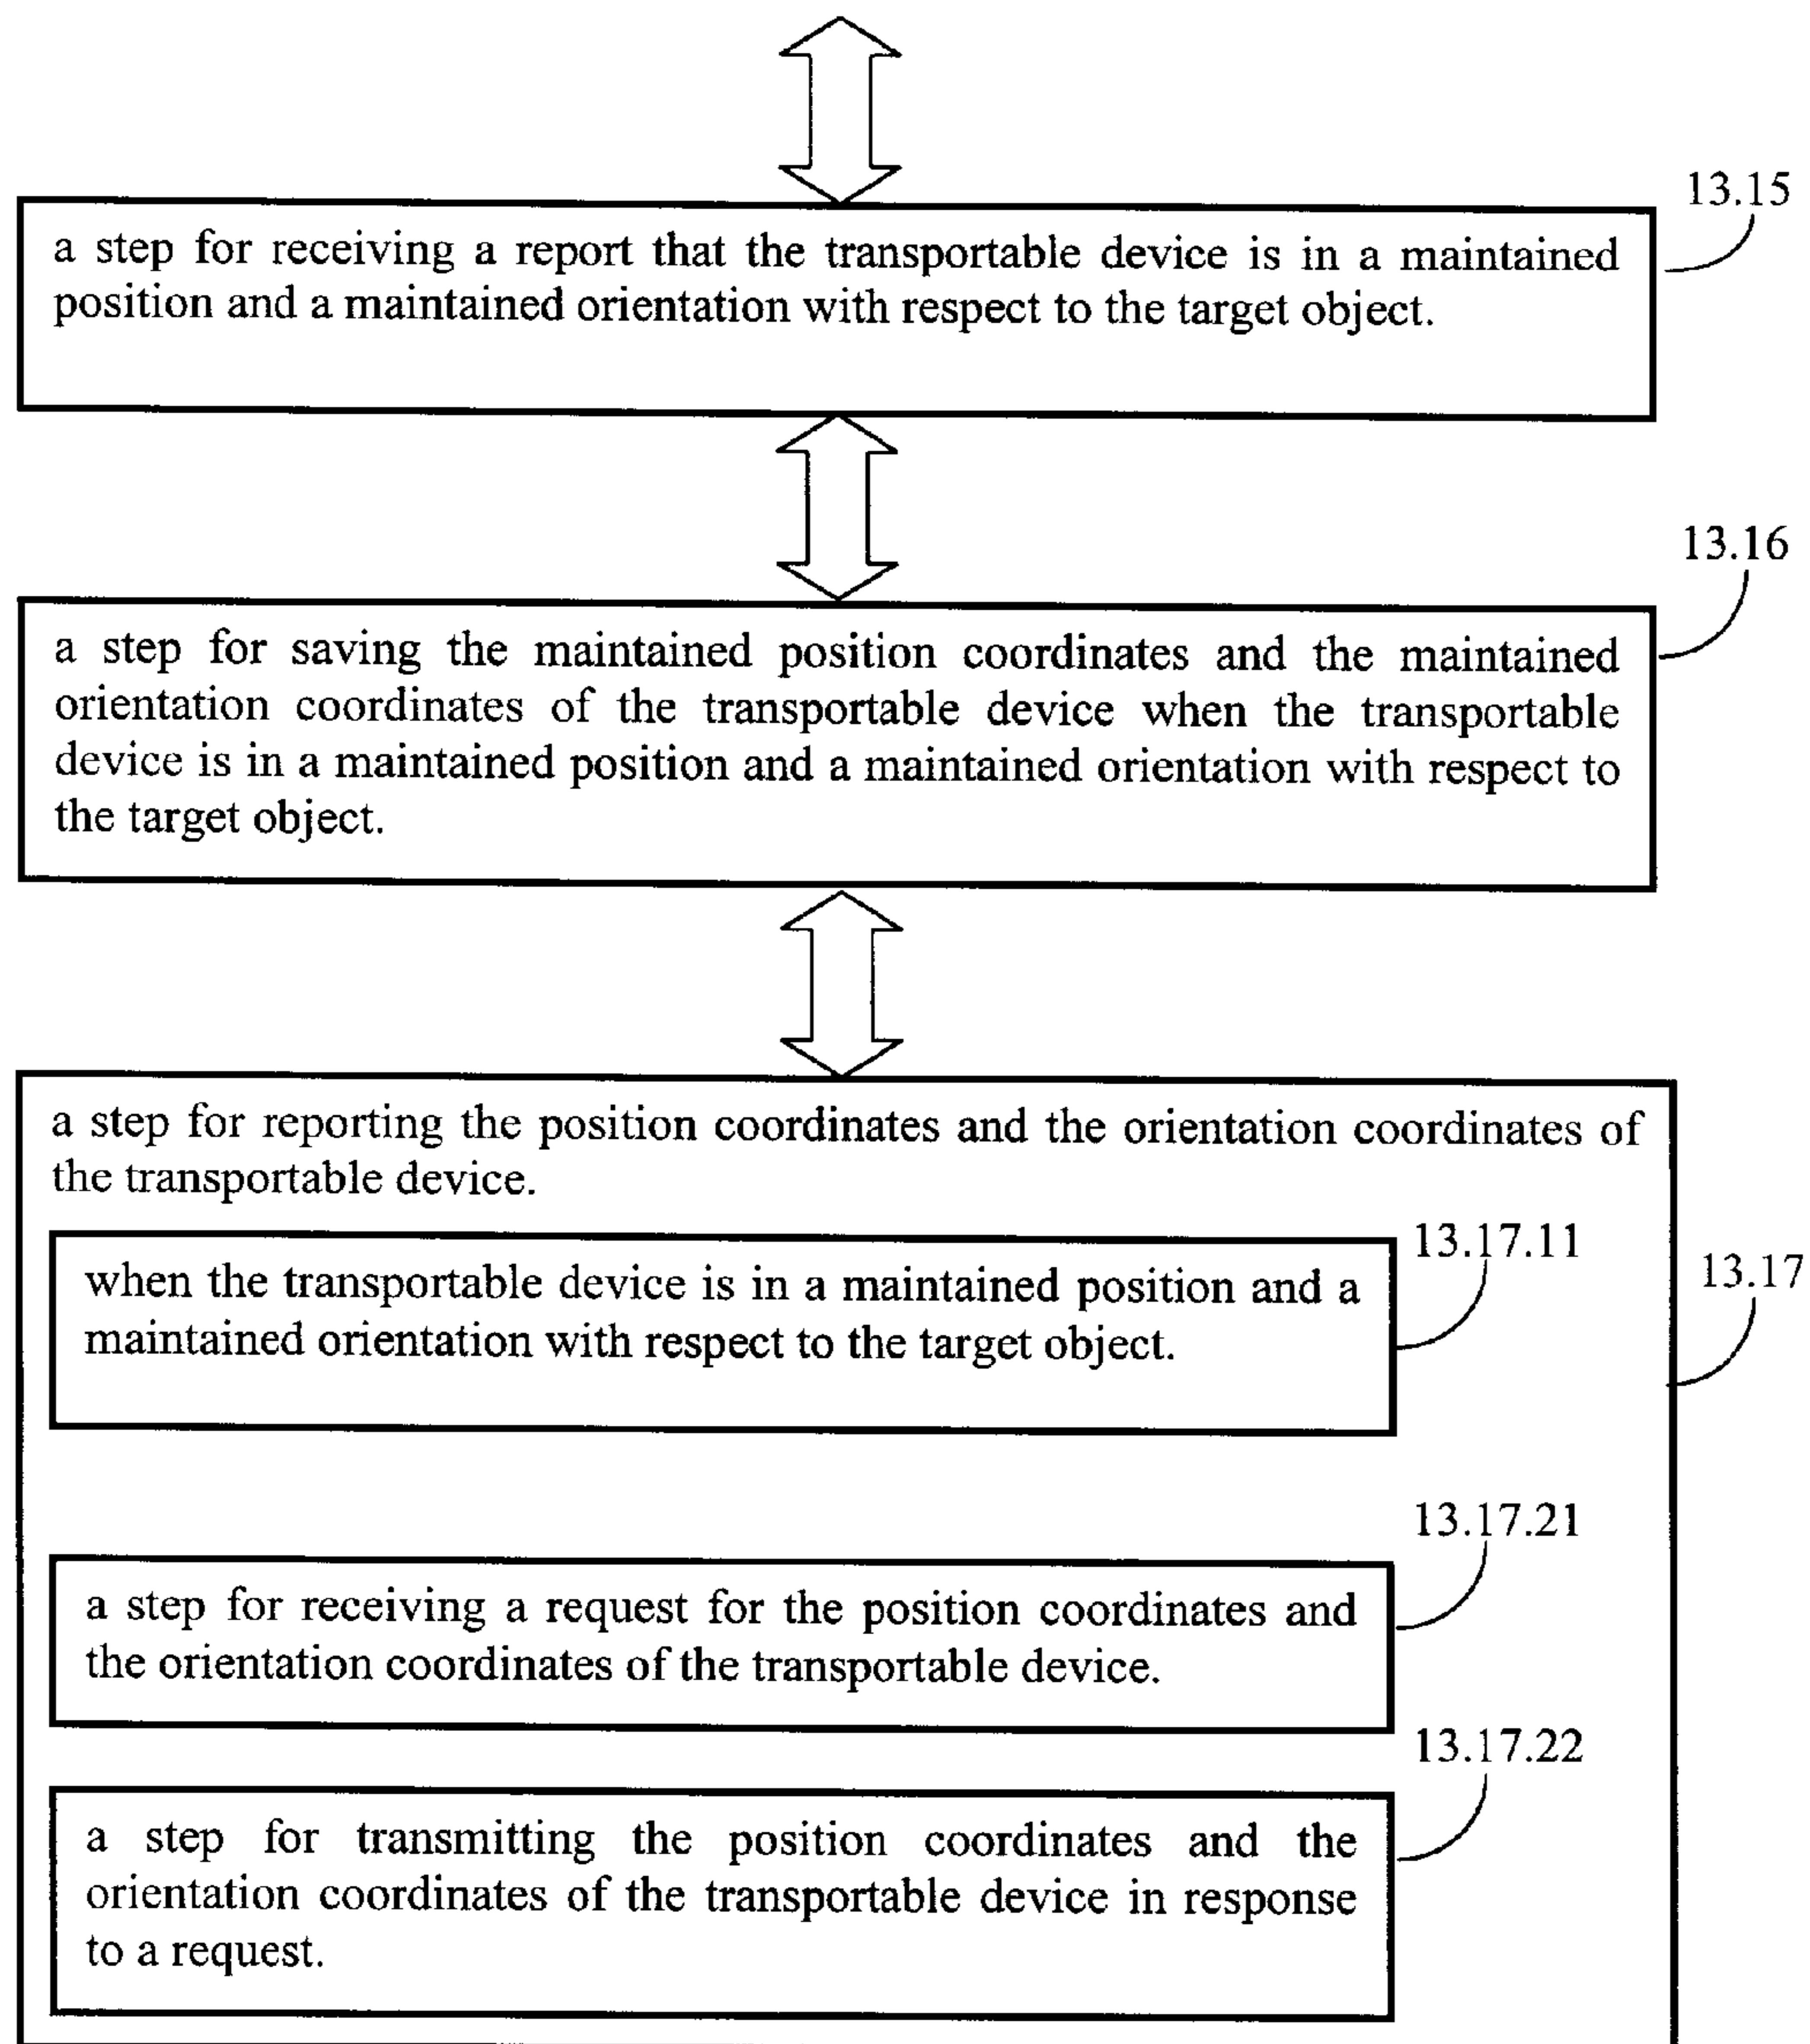 13.15
a step for receiving a report that the transportable device is in a maintained
position and a maintained orientation with respect to the target object.
13.16
a step for saving the maintained position coordinates and the maintained
orientation coordinates of the transportable device when the transportable
device is in a maintained position and a maintained orientation with respect to
the target object.
a step for reporting the position coordinates and the orientation coordinates of
the transportable device.
13.17.11
13.17
when the transportable device is in a maintained position and a
maintained orientation with respect to the target object.
13.17.21
a step for receiving a request for the position coordinates and
the orientation coordinates of the transportable device.
13.17.22
a step for transmitting the position coordinates and the
orientation coordinates of the transportable device in response
to a request.